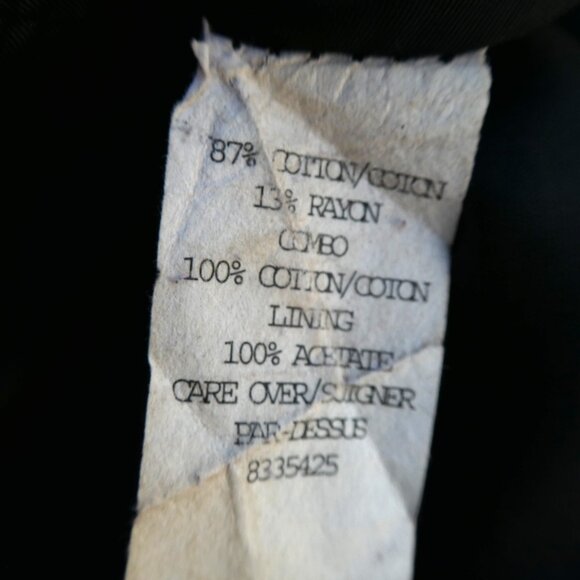 87% COTTON/COTON
13% RAYON
COMBO
100% COTTON/COTON
LINING
100% ACETATE
CARE OVER/SOIGNER
PAR-DESSUS
8335425